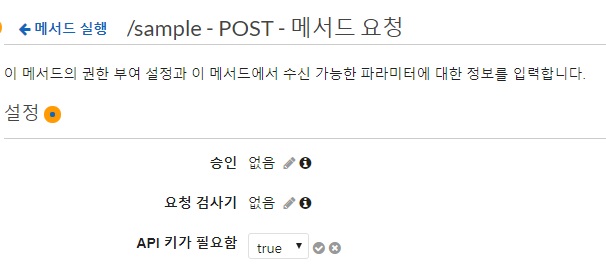 메서드 실행 /sample - POST - 메서드 요청
이 메서드의 권한 부여 설정과 이 메서드에서 수신 가능한 파라미터에 대한 정보를 입력합니다.
설정
승인 없음
요청 검사기 없음
API 키가 필요함 true